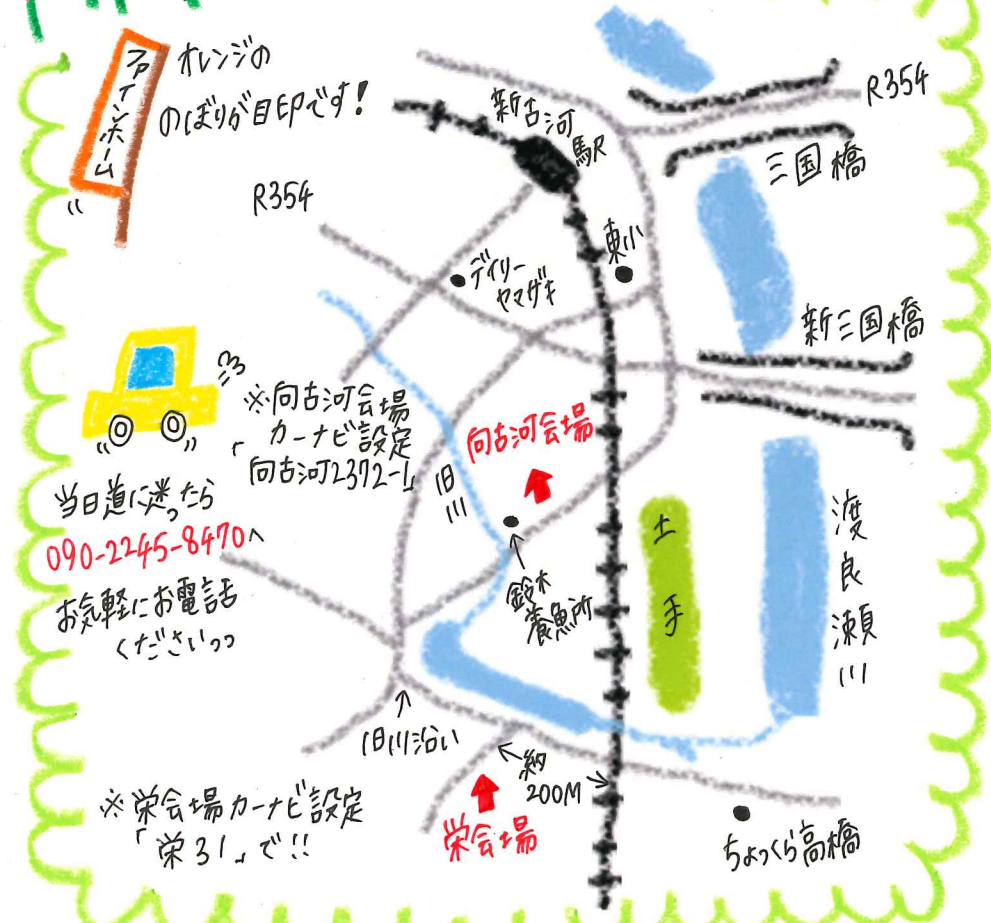 ファインホーム
オレンジの
のぼりが目印です!
R354
三国橋
新古河
駅
R354
東小
デイリー
ヤマザキ
新三国橋
※向古河会場
カーナビ設定
「向古河2372-1」
向古河会場
旧川
当日道に迷ったら
090-2245-8470へ
お気軽にお電話
くださいっっ
鈴木
養魚所
土手
渡良瀬川
旧川沿い
約
200M
栄会場
※栄会場カーナビ設定
「栄31」で!!
ちょっくら高橋